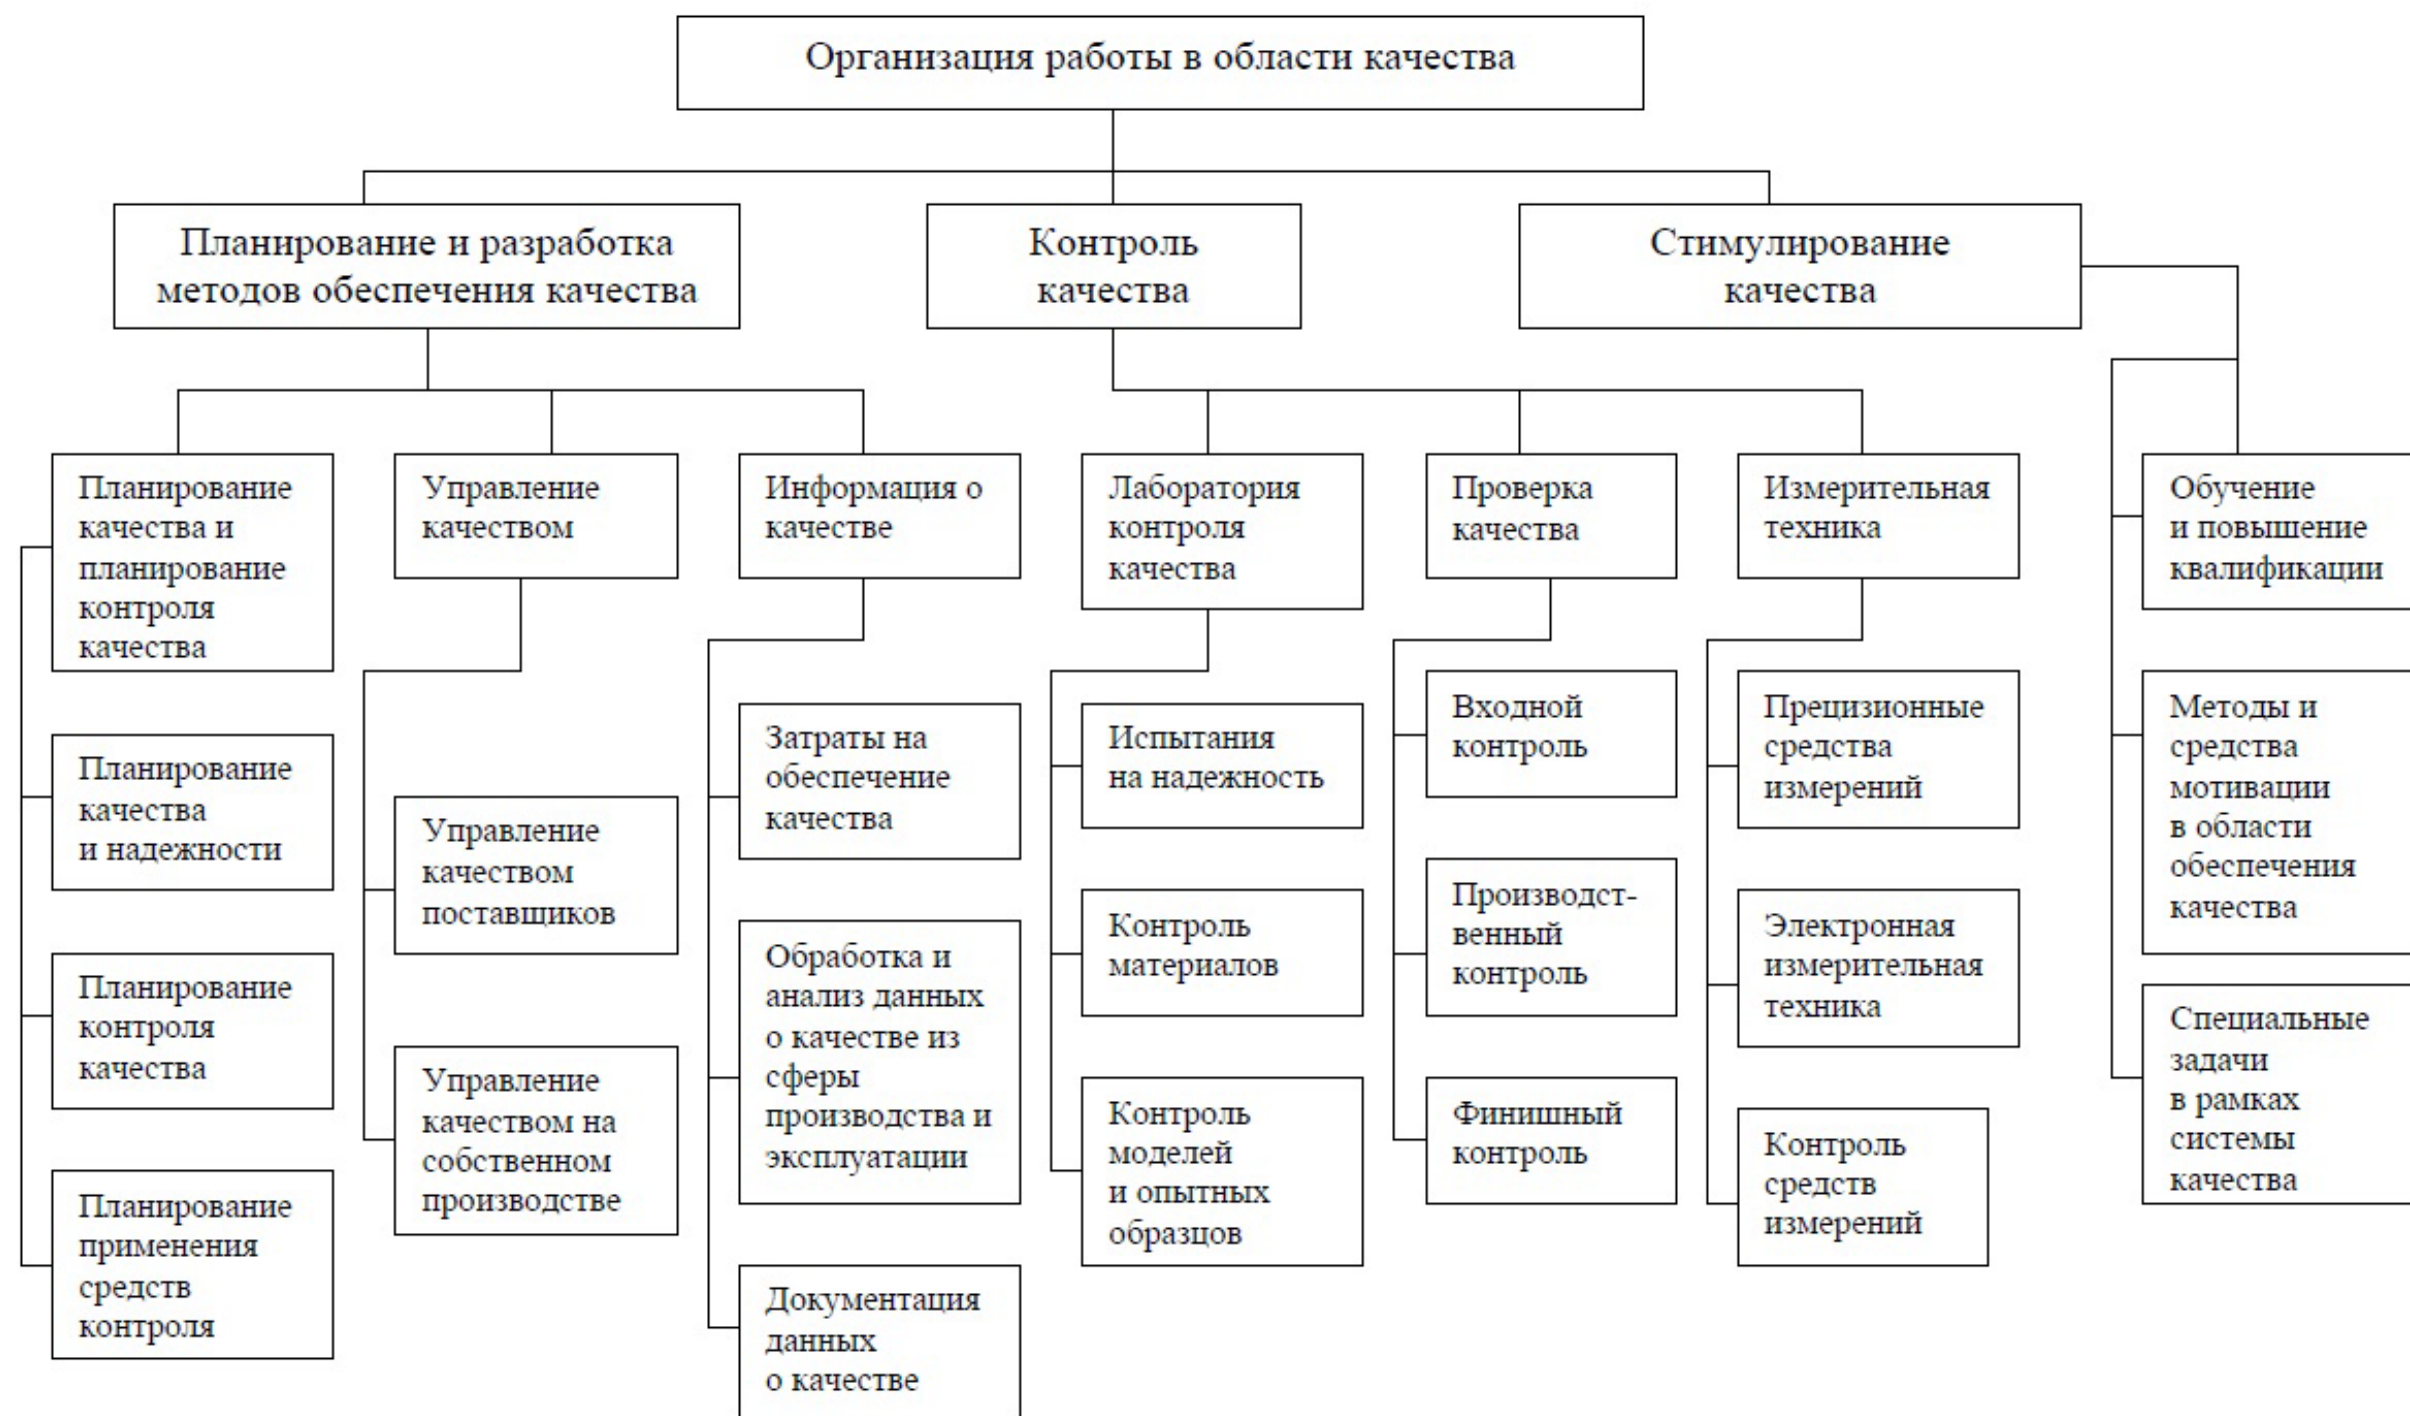 Организация работы в области качества
Планирование и разработка
методов обеспечения качества
Контроль
качества
Стимулирование
качества
Планирование
качества и
планирование
контроля
качества
Управление
качеством
Информация о
качестве
Лаборатория
контроля
качества
Проверка
качества
Измерительная
техника
Обучение
и повышение
квалификации
Планирование
качества
и надежности
Планирование
контроля
качества
Планирование
применения
средств
контроля
Управление
качеством
поставщиков
Управление
качеством на
собственном
производстве
Затраты на
обеспечение
качества
Обработка и
анализ данных
о качестве из
сферы
производства и
эксплуатации
Документация
данных
о качестве
Испытания
на надежность
Контроль
материалов
Контроль
моделей
и опытных
образцов
Входной
контроль
Производст-
венный
контроль
Финишный
контроль
Прецизионные
средства
измерений
Электронная
измерительная
техника
Контроль
средств
измерений
Методы и
средства
мотивации
в области
обеспечения
качества
Специальные
задачи
в рамках
системы
качества